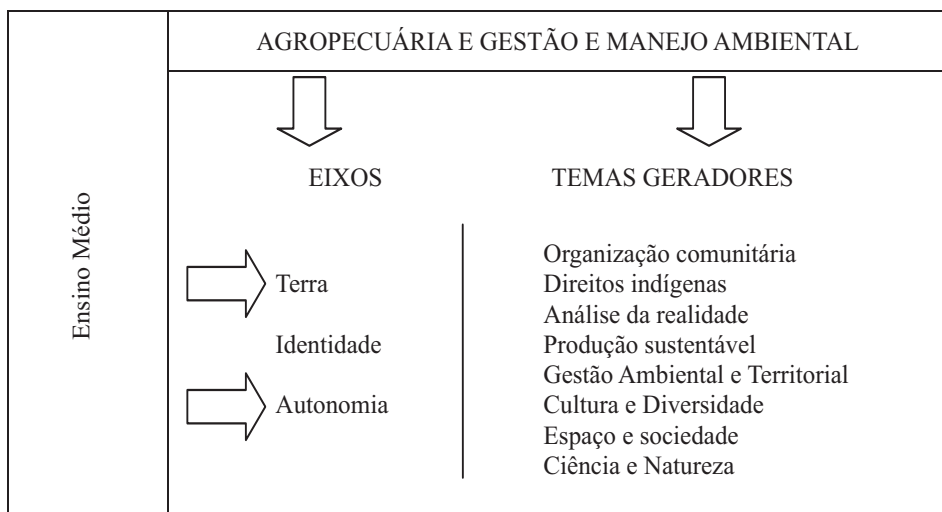 AGROPECUÁRIA E GESTÃO E MANEJO AMBIENTAL
Ensino Médio
EIXOS
TEMAS GERADORES
Terra
Identidade
Autonomia
Organização comunitária
Direitos indígenas
Análise da realidade
Produção sustentável
Gestão Ambiental e Territorial
Cultura e Diversidade
Espaço e sociedade
Ciência e Natureza